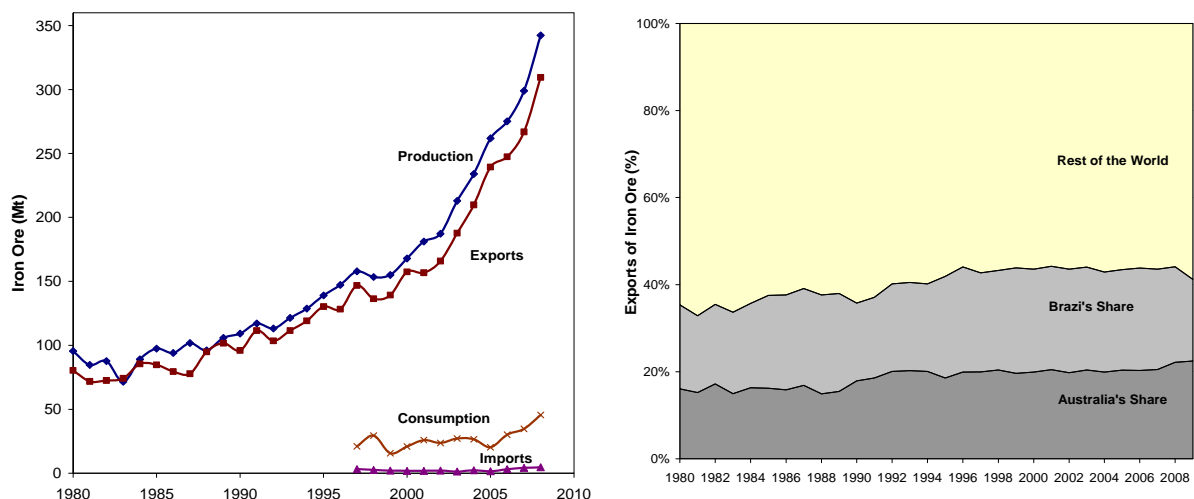 350
300
250
200
150
100
50
0
Iron Ore (Mt)
Production
Exports
Consumption
Imports
1980 1985 1990 1995 2000 2005 2010
100%
80%
60%
40%
20%
0%
Exports of Iron Ore (%)
Rest of the World
Brazi's Share
Australia's Share
1980 1982 1984 1986 1988 1990 1992 1994 1996 1998 2000 2002 2004 2006 2008